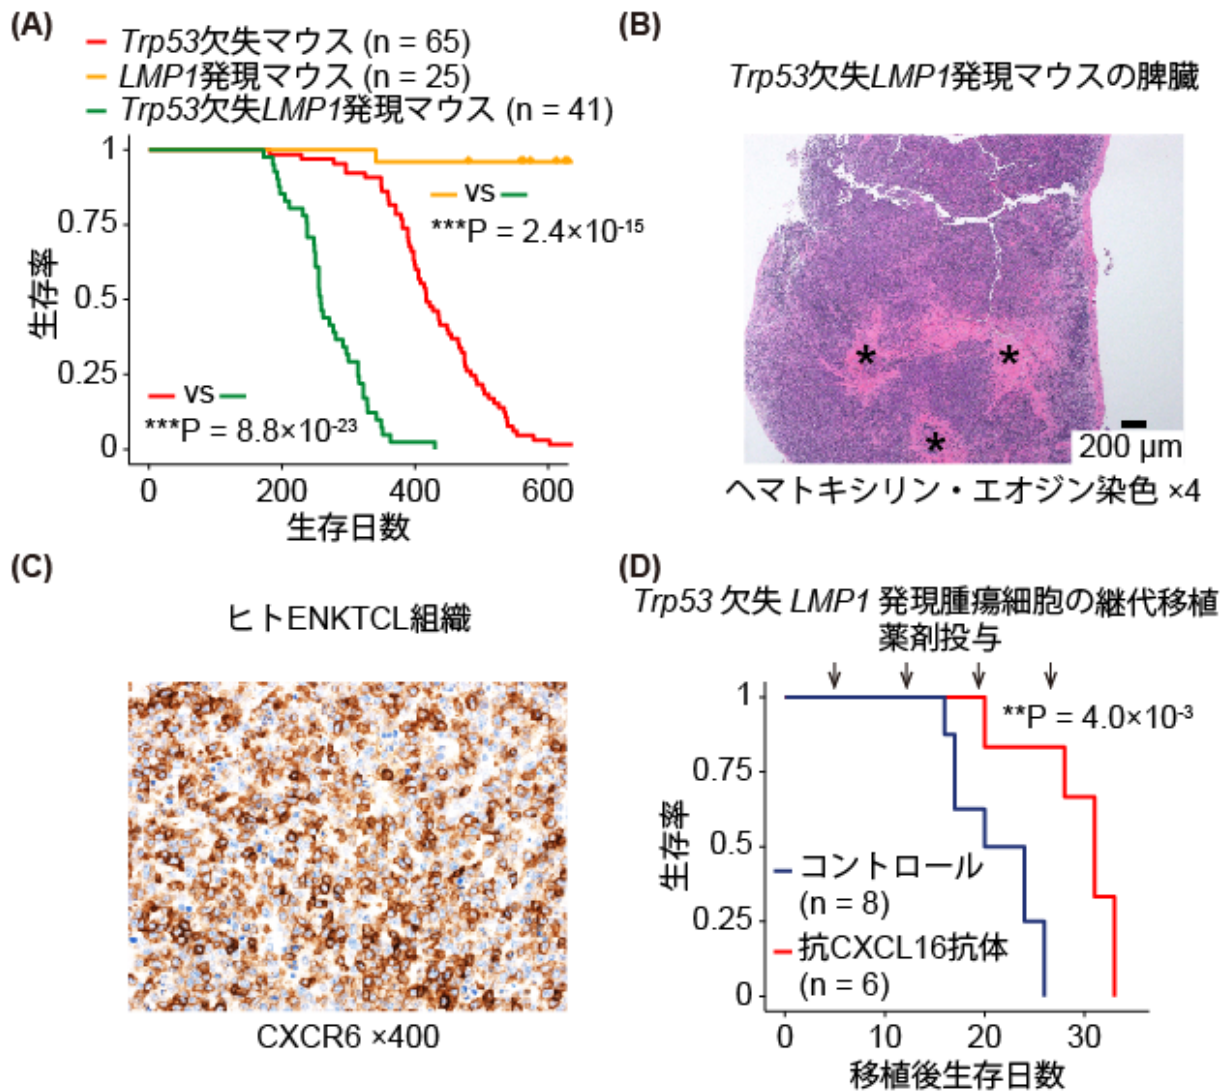 (A)
Trp53欠失マウス (n = 65)
LMP1発現マウス (n = 25)
Trp53欠失LMP1発現マウス (n = 41)
1
0.75
0.5
0.25
0
生存率
vs
***P = 2.4×10-15
vs
***P = 8.8×10-23
0 200 400 600
生存日数
(B)
Trp53欠失LMP1発現マウスの脾臓
* *
*
200 μm
ヘマトキシリン・エオジン染色 ×4
(C)
ヒトENKTCL組織
CXCR6 ×400
(D)
Trp53 欠失 LMP1 発現腫瘍細胞の継代移植
薬剤投与
1
0.75
0.5
0.25
0
生存率
**P = 4.0×10-3
コントロール
(n = 8)
抗CXCL16抗体
(n = 6)
0 10 20 30
移植後生存日数